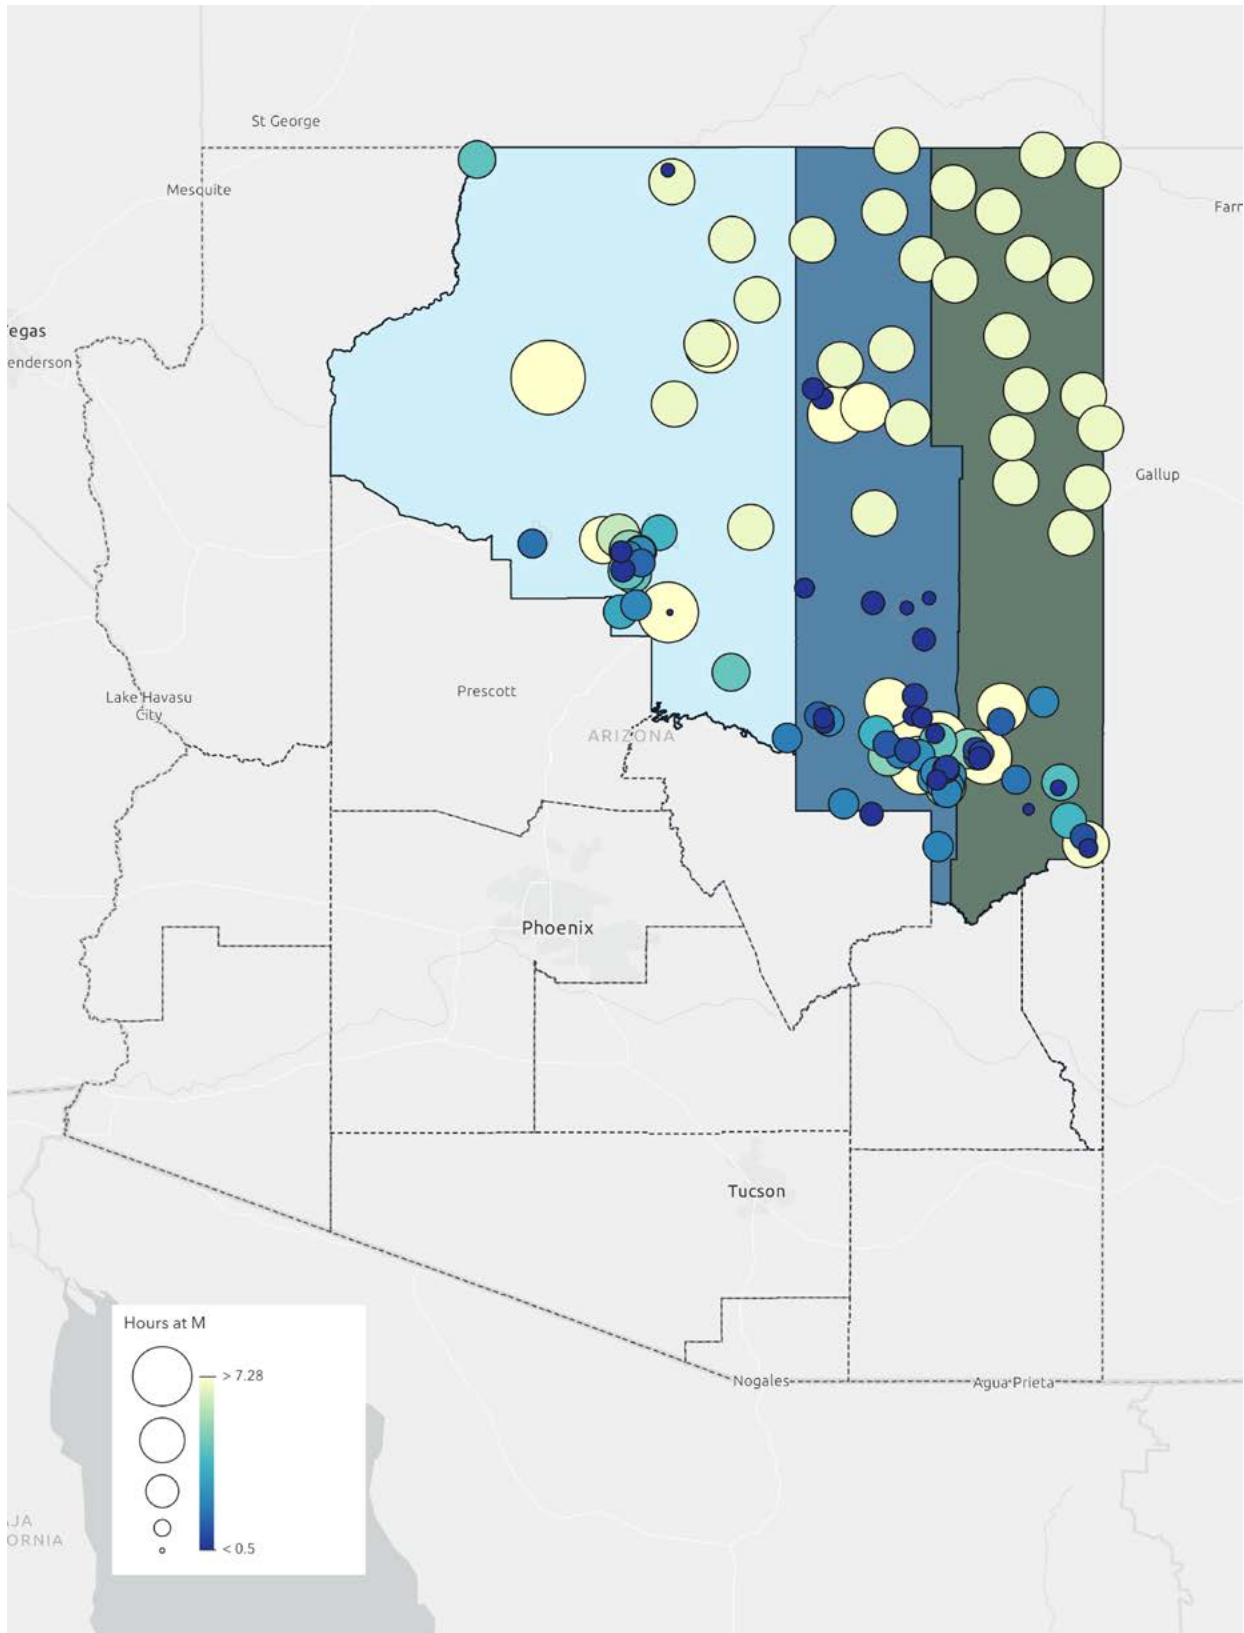 St George
Mesquite
Farr
egas
enderson
Gallup
Lake Havasu
City
Prescott
ARIZONA
Phoenix
Tucson
Hours at M
> 7.28
< 0.5
Nogales
Agua Prieta
JA
ORNIA